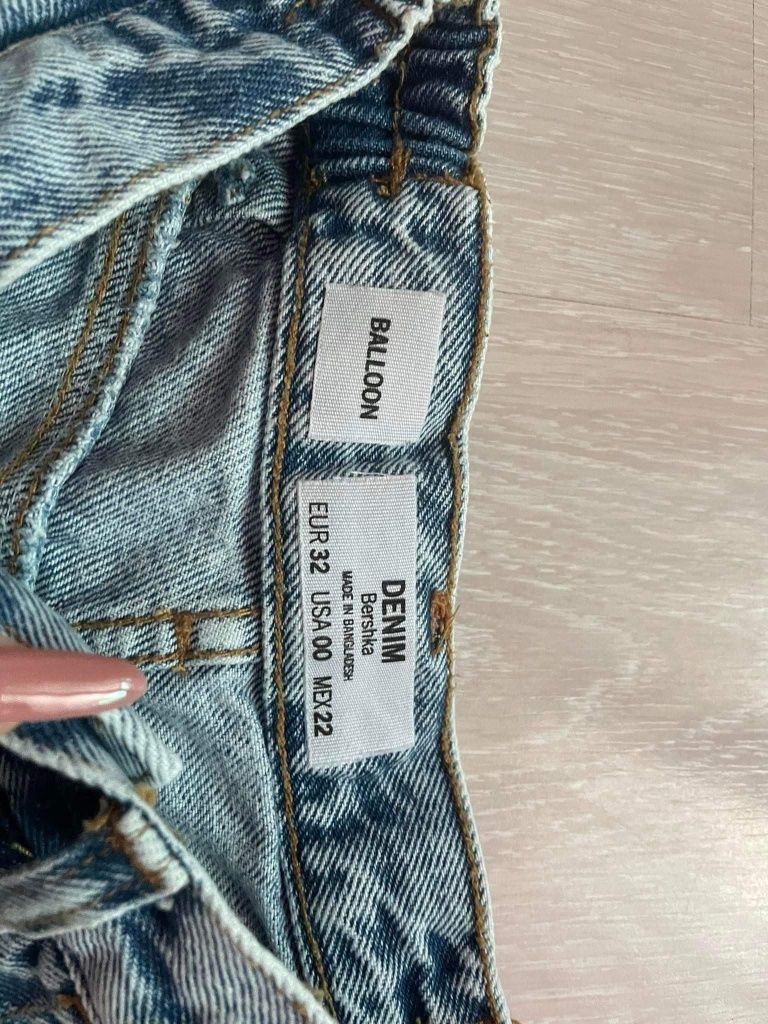 BALLOON
DENIM
Bershka
MADE IN BANGLADESH
EUR 32 USA 00 MEX 22